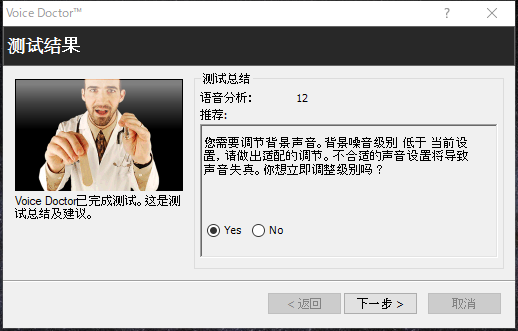 Voice Doctor™
测试结果
测试总结
语音分析: 12
推荐:
您需要调节背景声音。背景噪音级别 低于 当前设
置, 请做出适配的调节。不合适的声音设置将导致
声音失真。你想立即调整级别吗？
Yes No
Voice Doctor已完成测试。这是测
试总结及建议。
< 返回 下一步 > 取消